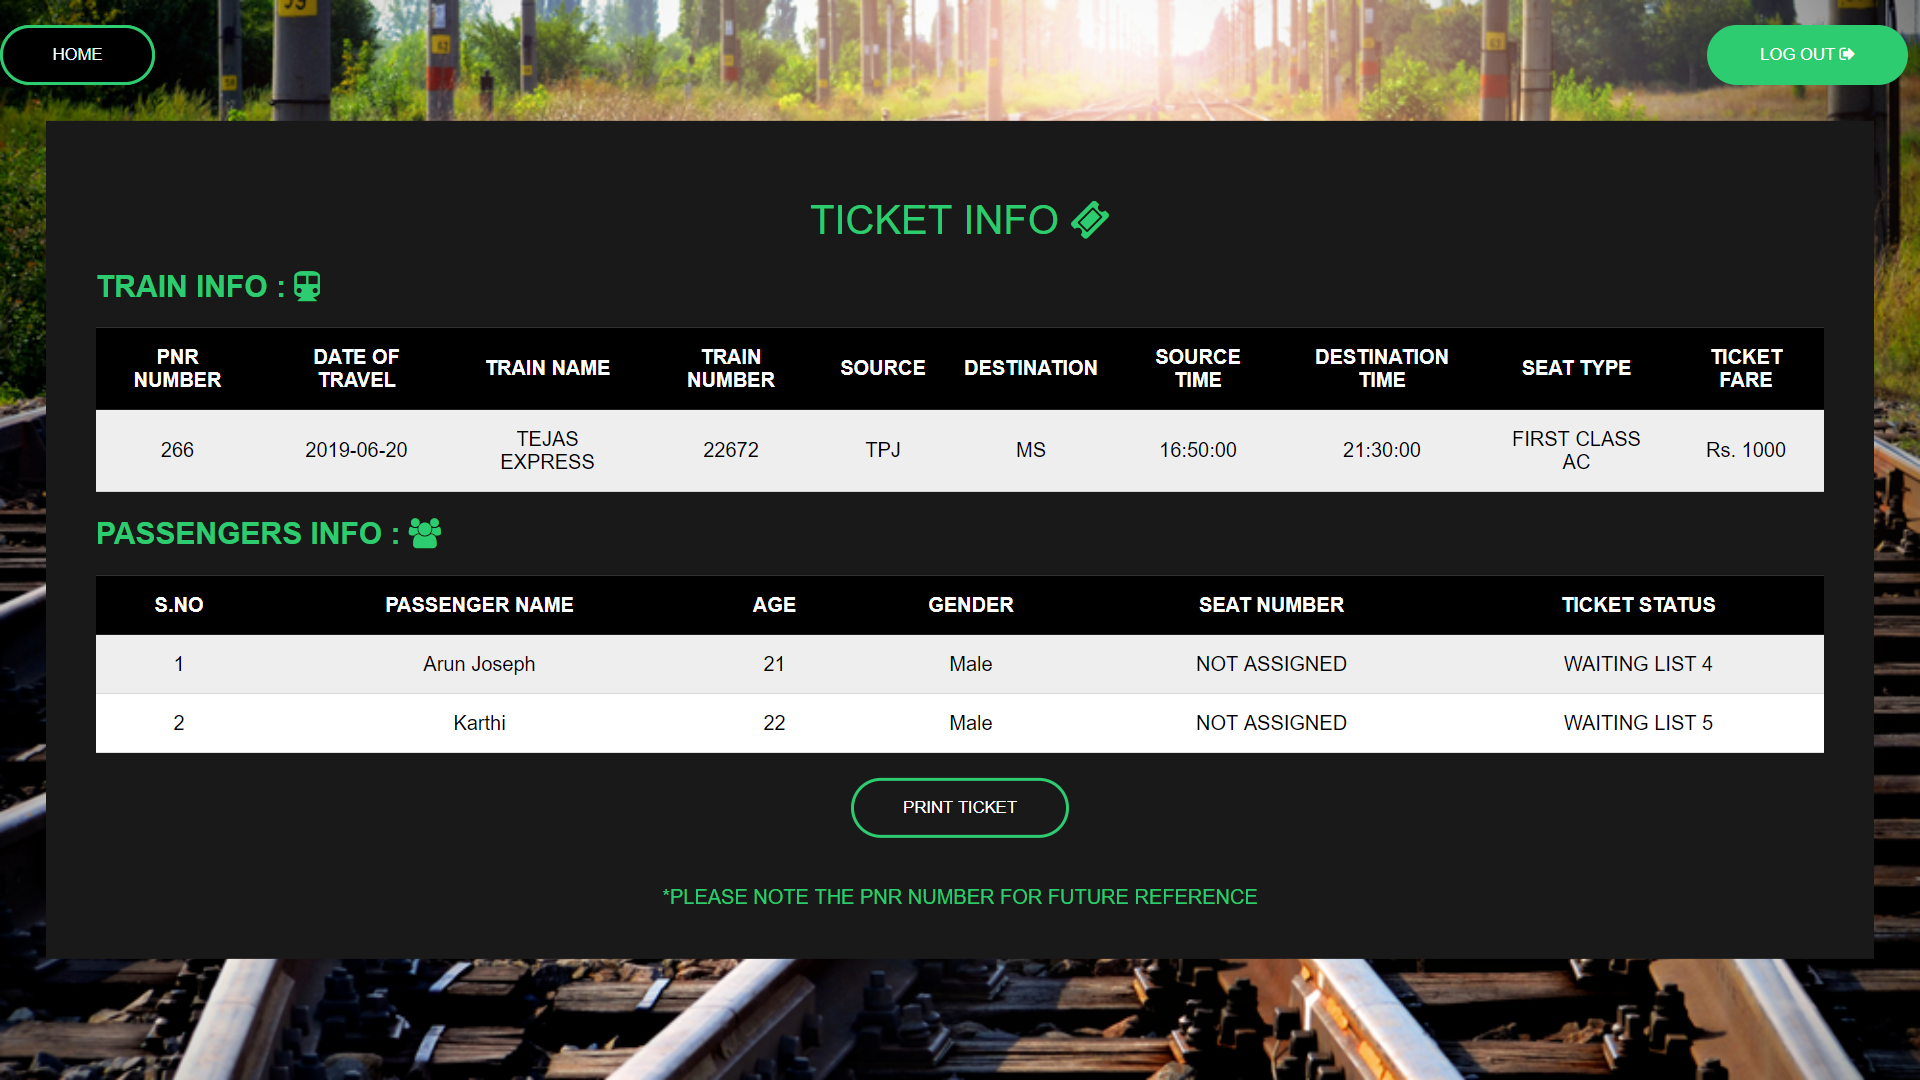 HOME
LOG OUT
TICKET INFO
TRAIN INFO :
PNR NUMBER DATE OF TRAVEL TRAIN NAME TRAIN NUMBER SOURCE DESTINATION SOURCE TIME DESTINATION TIME SEAT TYPE TICKET FARE
266 2019-06-20 TEJAS EXPRESS 22672 TPJ MS 16:50:00 21:30:00 FIRST CLASS AC Rs. 1000
PASSENGERS INFO :
S.NO PASSENGER NAME AGE GENDER SEAT NUMBER TICKET STATUS
1 Arun Joseph 21 Male NOT ASSIGNED WAITING LIST 4
2 Karthi 22 Male NOT ASSIGNED WAITING LIST 5
PRINT TICKET
*PLEASE NOTE THE PNR NUMBER FOR FUTURE REFERENCE